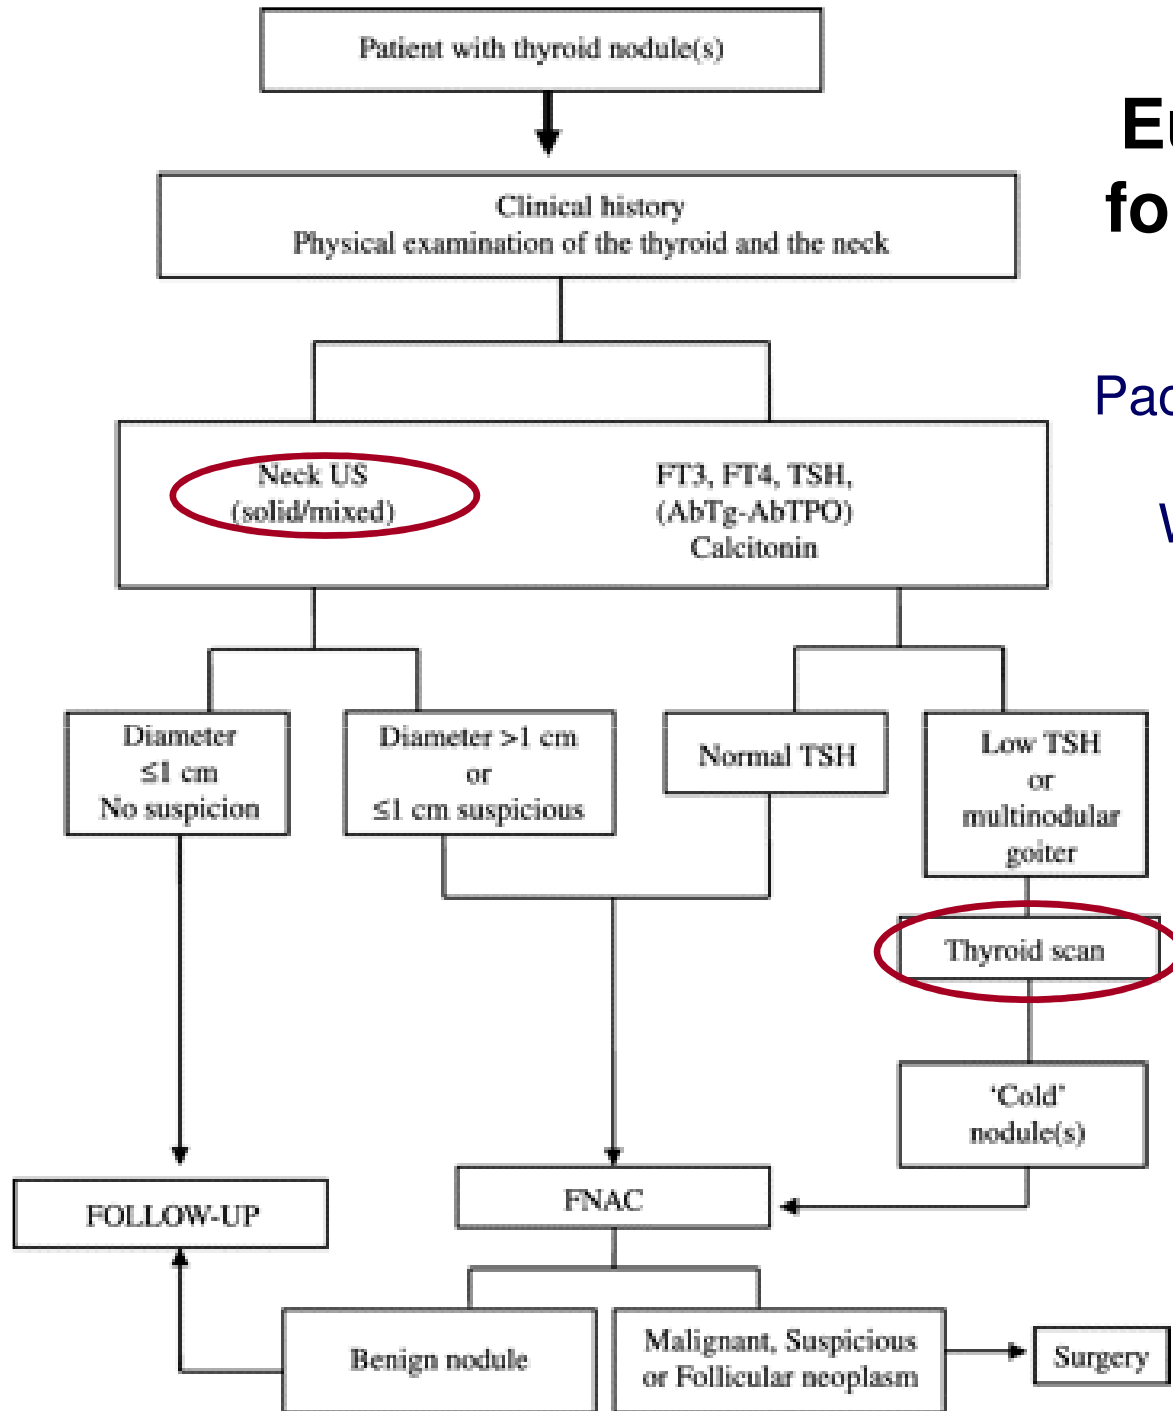 Patient with thyroid nodule(s)
Clinical history
Physical examination of the thyroid and the neck
Neck US
(solid/mixed)
FT3, FT4, TSH,
(AbTg-AbTPO)
Calcitonin
Diameter
≤1 cm
No suspicion
Diameter >1 cm
or
≤1 cm suspicious
Normal TSH
Low TSH
or
multinodular
goiter
Thyroid scan
‘Cold’
nodule(s)
FOLLOW-UP
FNAC
Benign nodule
Malignant, Suspicious
or Follicular neoplasm
Surgery